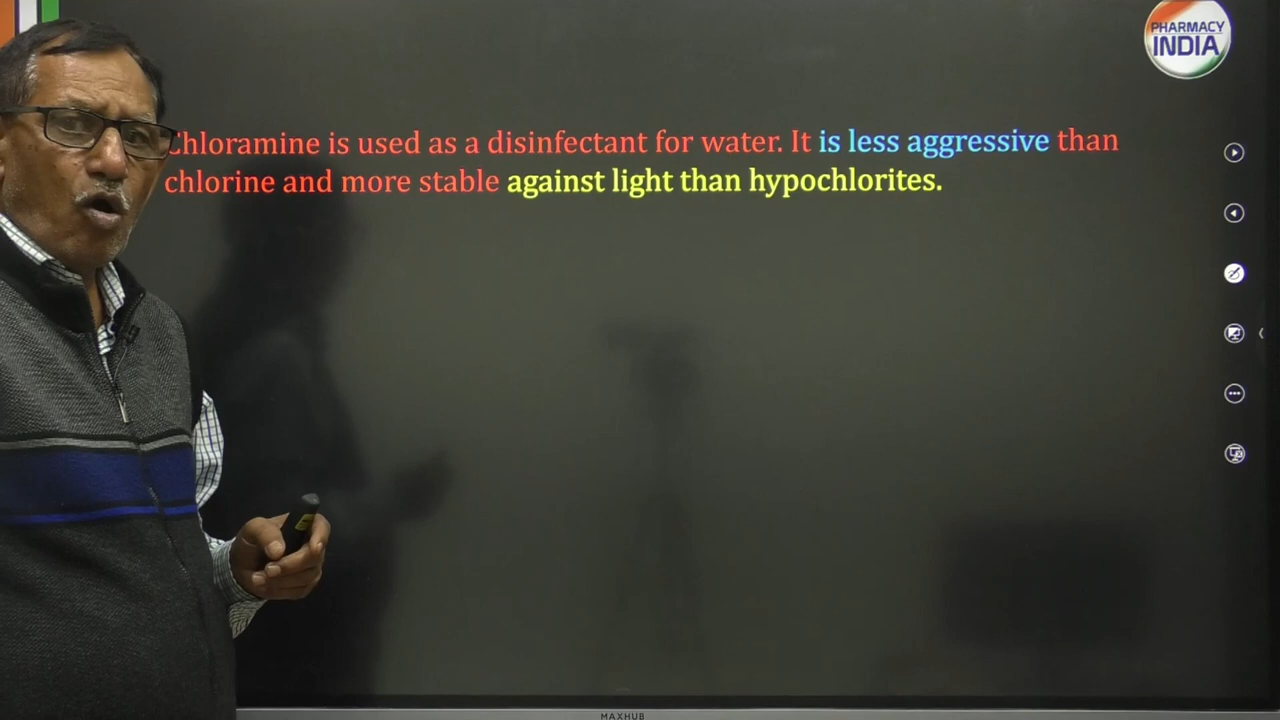 PHARMACY
INDIA
Chloramine is used as a disinfectant for water. It is less aggressive than
chlorine and more stable against light than hypochlorites.
MAXHUB